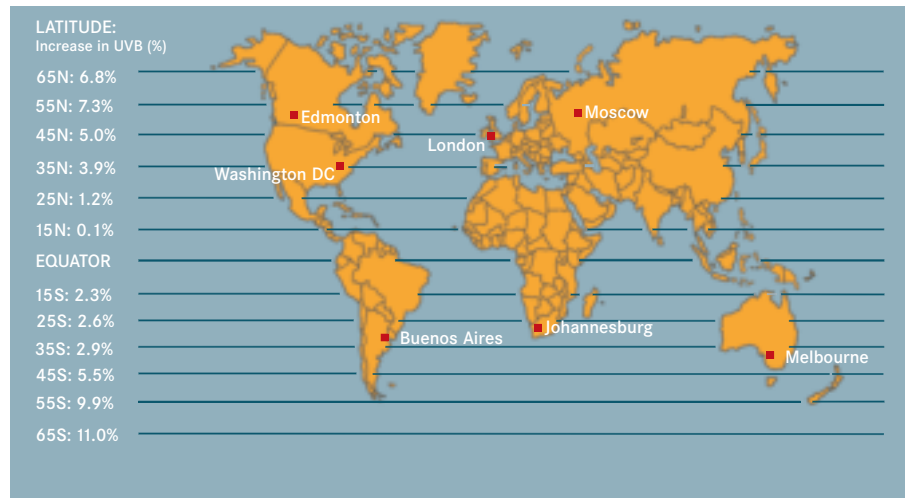 LATITUDE:
Increase in UVB (%)
65N: 6.8%
55N: 7.3%
Edmonton
Moscow
45N: 5.0%
London
35N: 3.9%
Washington DC
25N: 1.2%
15N: 0.1%
EQUATOR
15S: 2.3%
25S: 2.6%
Johannesburg
Buenos Aires
35S: 2.9%
Melbourne
45S: 5.5%
55S: 9.9%
65S: 11.0%